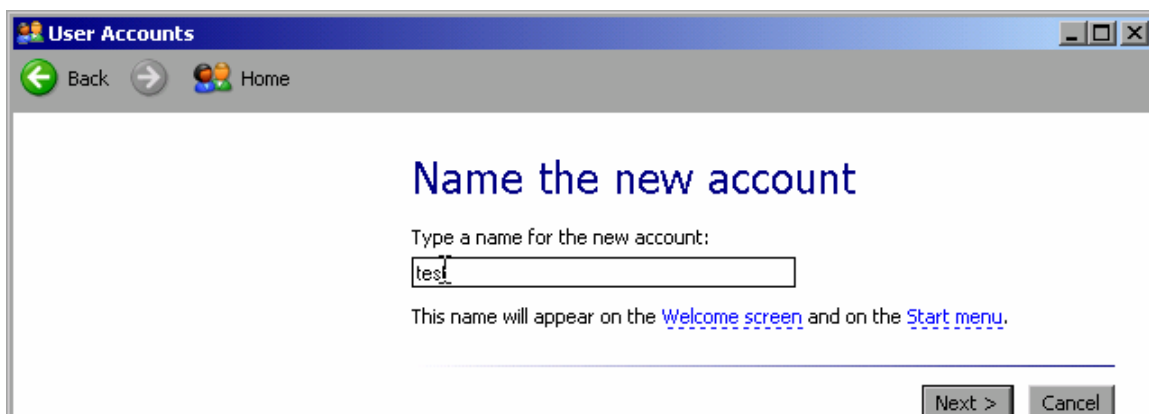 User Accounts
Back Home
Name the new account
Type a name for the new account:
test
This name will appear on the Welcome screen and on the Start menu.
Next > Cancel